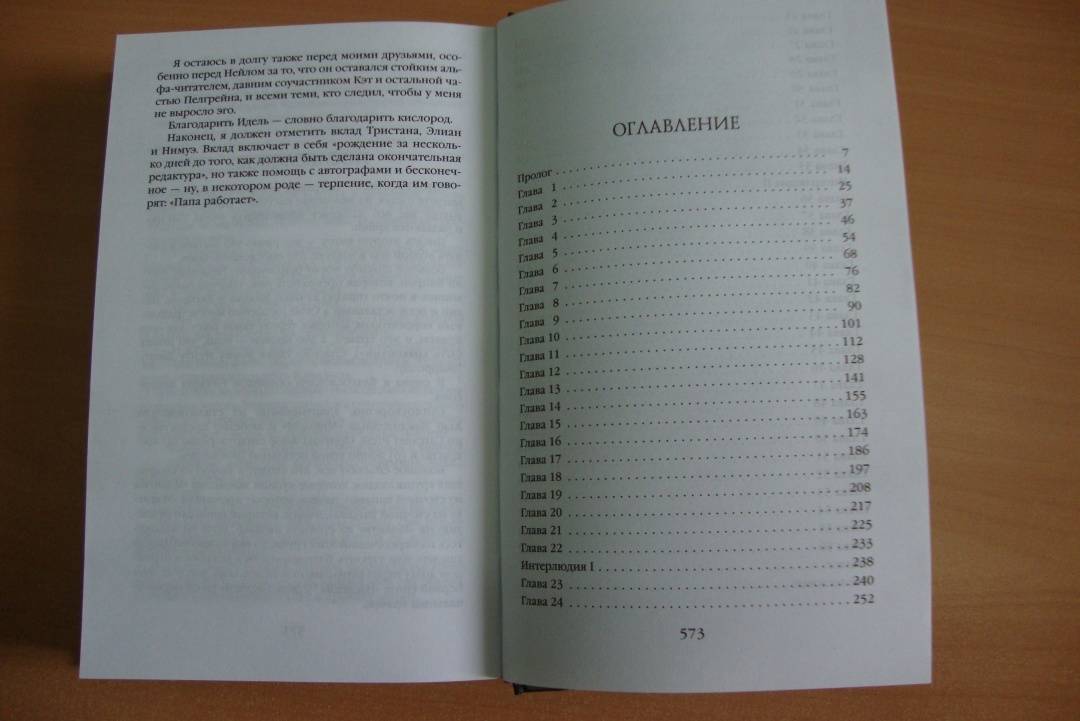 Я остаюсь в долгу также перед моими друзьями, осо-
бенно перед Нейлом за то, что он оставался стойким аль-
фа-читателем, давним соучастником Кэт и остальной ча-
стью Пелгрейна, и всеми теми, кто следил, чтобы у меня
не выросло эго.
Благодарить Идель — словно благодарить кислород.
Наконец, я должен отметить вклад Тристана, Элиан
и Нимуэ. Вклад включает в себя «рождение за несколь-
ко дней до того, как должна быть сделана окончательная
редактура», но также помощь с автографами и бесконеч-
ное — ну, в некотором роде — терпение, когда им гово-
рят: «Папа работает».
ОГЛАВЛЕНИЕ
Пролог . . . 7
Глава 1 . . . 14
Глава 2 . . . 25
Глава 3 . . . 37
Глава 4 . . . 46
Глава 5 . . . 54
Глава 6 . . . 68
Глава 7 . . . 76
Глава 8 . . . 82
Глава 9 . . . 90
Глава 10 . . . 101
Глава 11 . . . 112
Глава 12 . . . 128
Глава 13 . . . 141
Глава 14 . . . 155
Глава 15 . . . 163
Глава 16 . . . 174
Глава 17 . . . 186
Глава 18 . . . 197
Глава 19 . . . 208
Глава 20 . . . 217
Глава 21 . . . 225
Глава 22 . . . 233
Интерлюдия I . . . 238
Глава 23 . . . 240
Глава 24 . . . 252
573